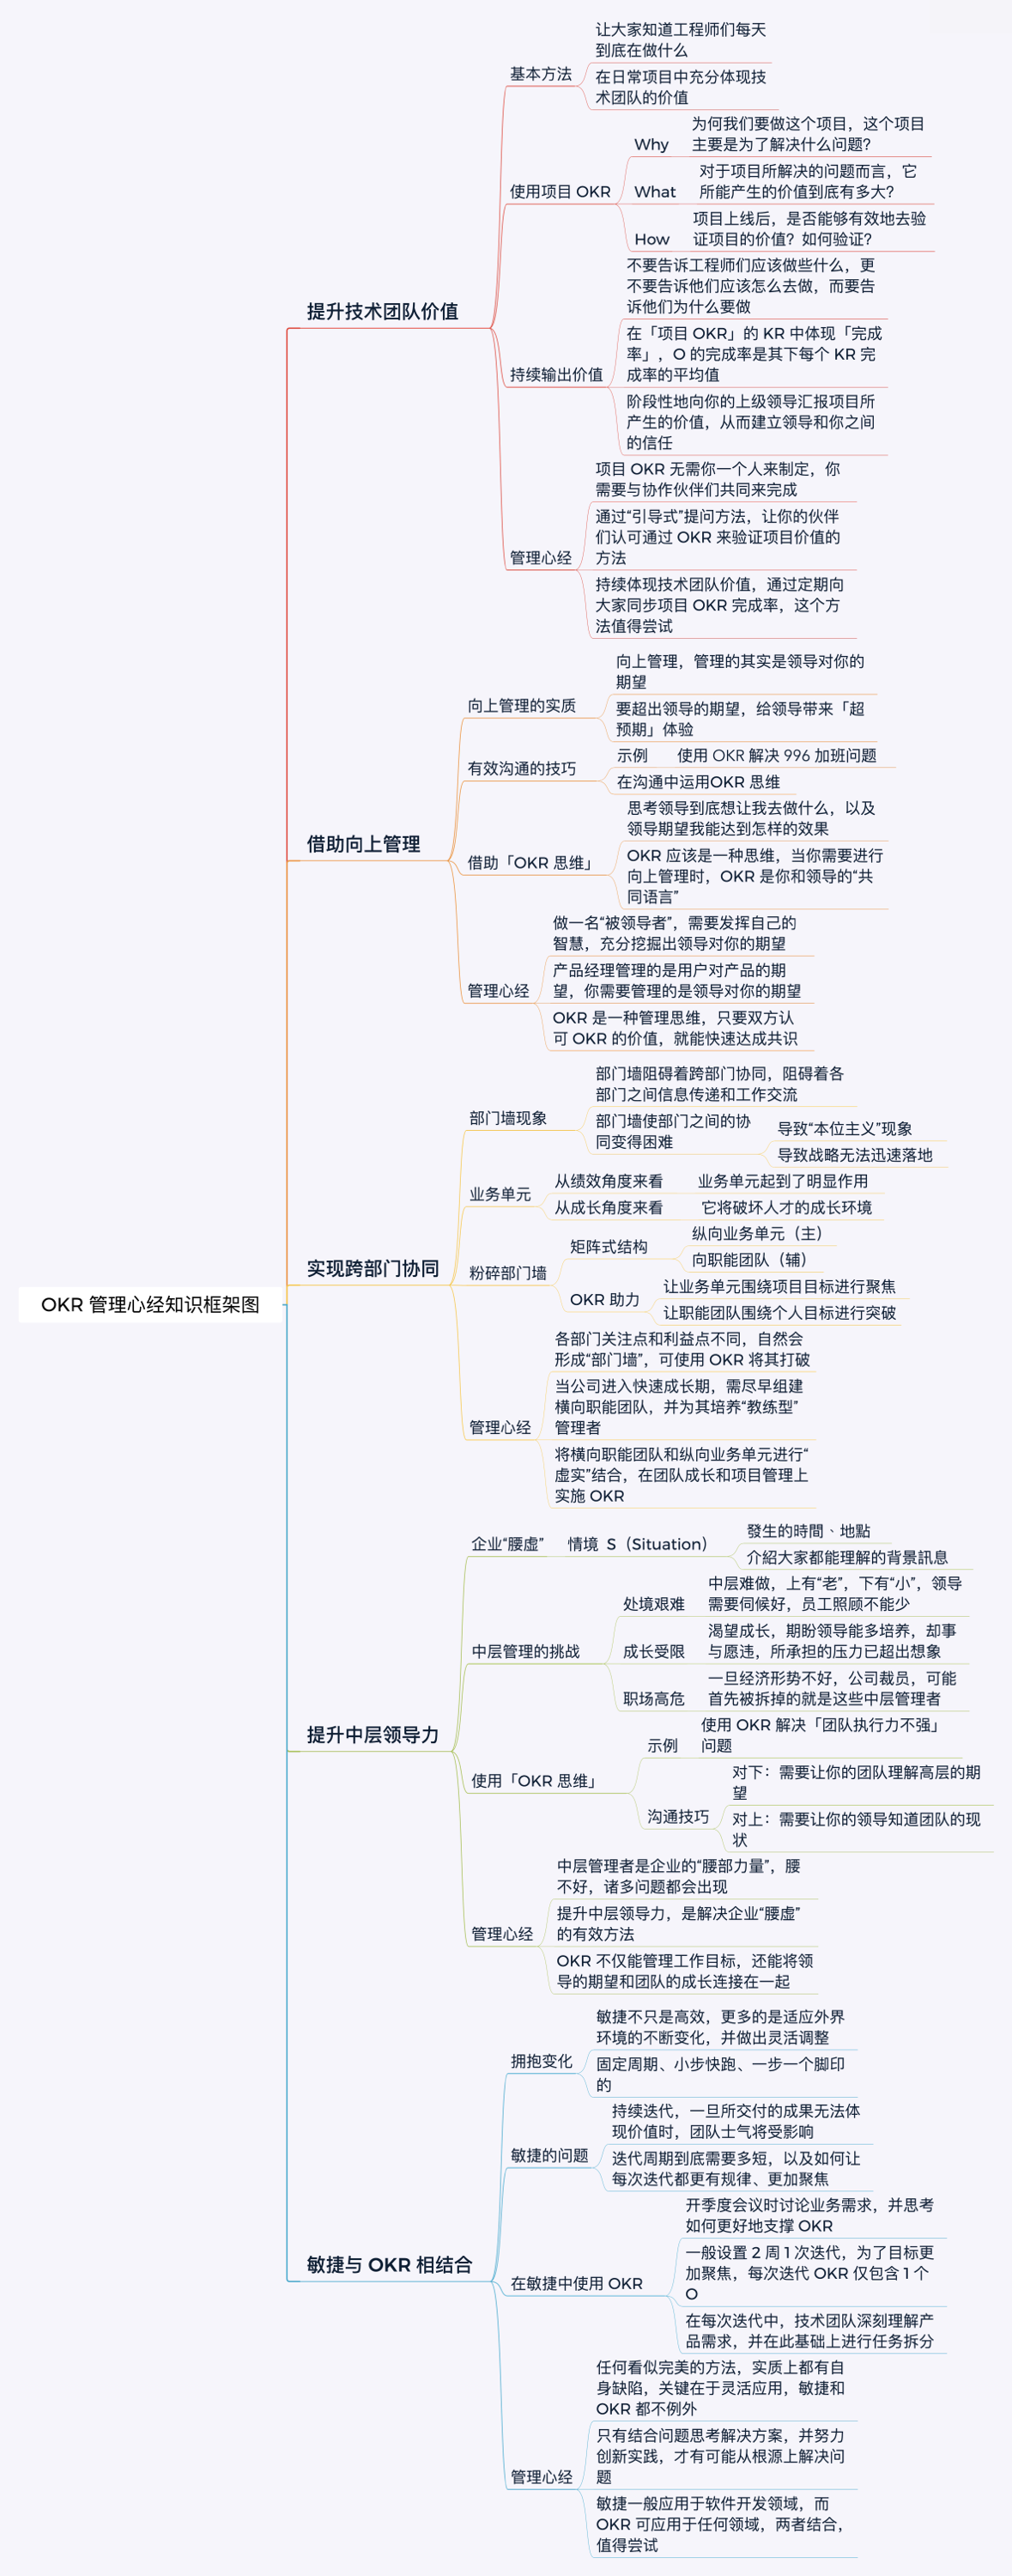 OKR 管理心经知识框架图
提升技术团队价值
基本方法
让大家知道工程师们每天
到底在做什么
在日常项目中充分体现技
术团队的价值
使用项目 OKR
Why
为何我们要做这个项目，这个项目
主要是为了解决什么问题？
What
对于项目所解决的问题而言，它
所能产生的价值到底有多大？
How
项目上线后，是否能够有效地去验
证项目的价值？如何验证？
持续输出价值
不要告诉工程师们应该做些什么，更
不要告诉他们应该怎么去做，而要告
诉他们为什么要做
在「项目 OKR」的 KR 中体现「完成
率」，O 的完成率是其下每个 KR 完
成率的平均值
阶段性地向你的上级领导汇报项目所
产生的价值，从而建立领导和你之间
的信任
管理心经
项目 OKR 无需你一个人来制定，你
需要与协作伙伴们共同来完成
通过“引导式”提问方法，让你的伙伴
们认可通过 OKR 来验证项目价值的
方法
持续体现技术团队价值，通过定期向
大家同步项目 OKR 完成率，这个方
法值得尝试
借助向上管理
向上管理的实质
向上管理，管理的其实是领导对你的
期望
要超出领导的期望，给领导带来「超
预期」体验
有效沟通的技巧
示例
使用 OKR 解决 996 加班问题
在沟通中运用OKR 思维
借助「OKR 思维」
思考领导到底想让我去做什么，以及
领导期望我能达到怎样的效果
OKR 应该是一种思维，当你需要进行
向上管理时，OKR 是你和领导的“共
同语言”
管理心经
做一名“被领导者”，需要发挥自己的
智慧，充分挖掘出领导对你的期望
产品经理管理的是用户对产品的期
望，你需要管理的是领导对你的期望
OKR 是一种管理思维，只要双方认
可 OKR 的价值，就能快速达成共识
实现跨部门协同
部门墙现象
部门墙阻碍着跨部门协同，阻碍着各
部门之间信息传递和工作交流
部门墙使部门之间的协
同变得困难
导致“本位主义”现象
导致战略无法迅速落地
业务单元
从绩效角度来看
业务单元起到了明显作用
从成长角度来看
它将破坏人才的成长环境
粉碎部门墙
矩阵式结构
纵向业务单元（主）
向职能团队（辅）
OKR 助力
让业务单元围绕项目目标进行聚焦
让职能团队围绕个人目标进行突破
管理心经
各部门关注点和利益点不同，自然会
形成“部门墙”，可使用 OKR 将其打破
当公司进入快速成长期，需尽早组建
横向职能团队，并为其培养“教练型”
管理者
将横向职能团队和纵向业务单元进行“
虚实”结合，在团队成长和项目管理上
实施 OKR
提升中层领导力
企业“腰虚”
情境 S（Situation）
發生的時間、地點
介紹大家都能理解的背景訊息
中层管理的挑战
处境艰难
中层难做，上有“老”，下有“小”，领导
需要伺候好，员工照顾不能少
成长受限
渴望成长，期盼领导能多培养，却事
与愿违，所承担的压力已超出想象
职场高危
一旦经济形势不好，公司裁员，可能
首先被拆掉的就是这些中层管理者
使用「OKR 思维」
示例
使用 OKR 解决「团队执行力不强」
问题
沟通技巧
对下：需要让你的团队理解高层的期
望
对上：需要让你的领导知道团队的现
状
管理心经
中层管理者是企业的“腰部力量”，腰
不好，诸多问题都会出现
提升中层领导力，是解决企业“腰虚”
的有效方法
OKR 不仅能管理工作目标，还能将领
导的期望和团队的成长连接在一起
敏捷与 OKR 相结合
拥抱变化
敏捷不只是高效，更多的是适应外界
环境的不断变化，并做出灵活调整
固定周期、小步快跑、一步一个脚印
的
敏捷的问题
持续迭代，一旦所交付的成果无法体
现价值时，团队士气将受影响
迭代周期到底需要多短，以及如何让
每次迭代都更有规律、更加聚焦
在敏捷中使用 OKR
开季度会议时讨论业务需求，并思考
如何更好地支撑 OKR
一般设置 2 周 1 次迭代，为了目标更
加聚焦，每次迭代 OKR 仅包含 1 个
O
在每次迭代中，技术团队深刻理解产
品需求，并在此基础上进行任务拆分
管理心经
任何看似完美的方法，实质上都有自
身缺陷，关键在于灵活应用，敏捷和
OKR 都不例外
只有结合问题思考解决方案，并努力
创新实践，才有可能从根源上解决问
题
敏捷一般应用于软件开发领域，而
OKR 可应用于任何领域，两者结合，
值得尝试